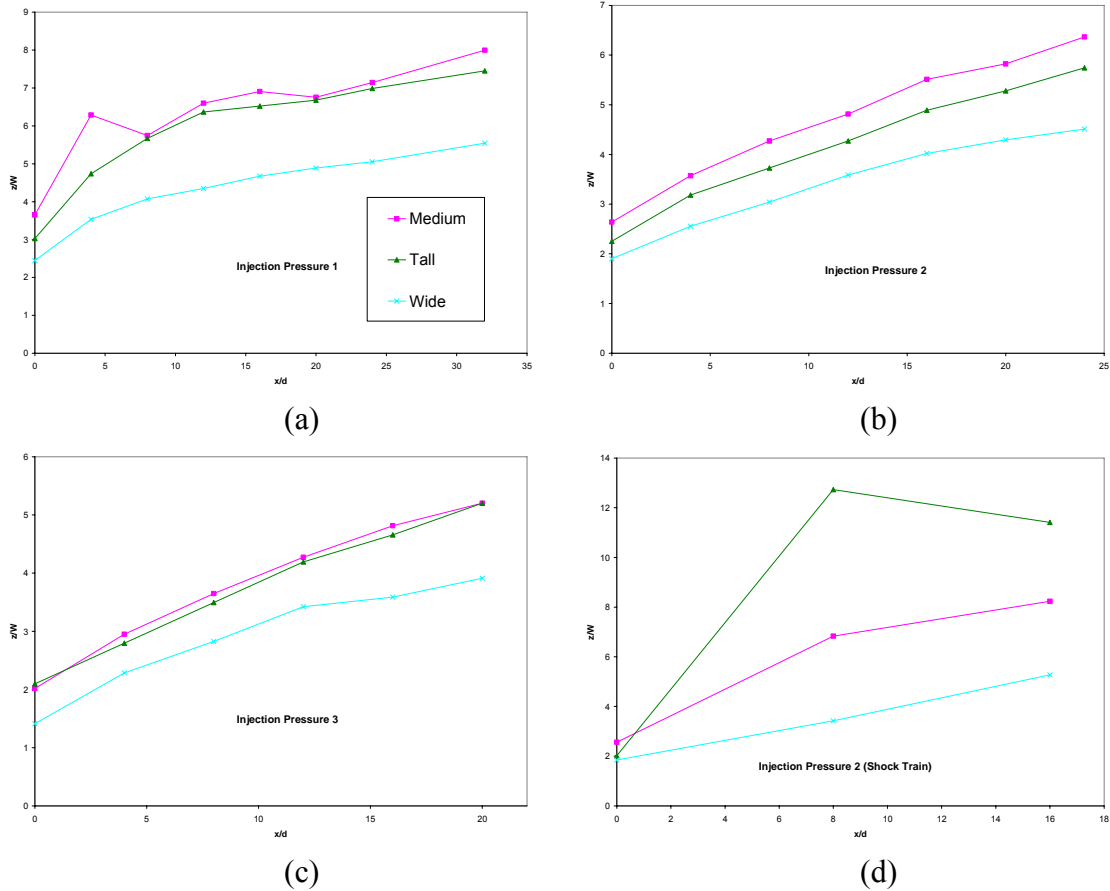 9
8
7
6
5
4
3
2
1
0
z/W
0 5 10 15 20 25 30 35
x/d
Injection Pressure 1
Medium
Tall
Wide
(a)
7
6
5
4
3
2
1
0
z/W
0 5 10 15 20 25
x/d
Injection Pressure 2
(b)
6
5
4
3
2
1
0
z/W
0 5 10 15 20
x/d
Injection Pressure 3
(c)
14
12
10
8
6
4
2
0
z/W
0 2 4 6 8 10 12 14 16 18
x/d
Injection Pressure 2 (Shock Train)
(d)